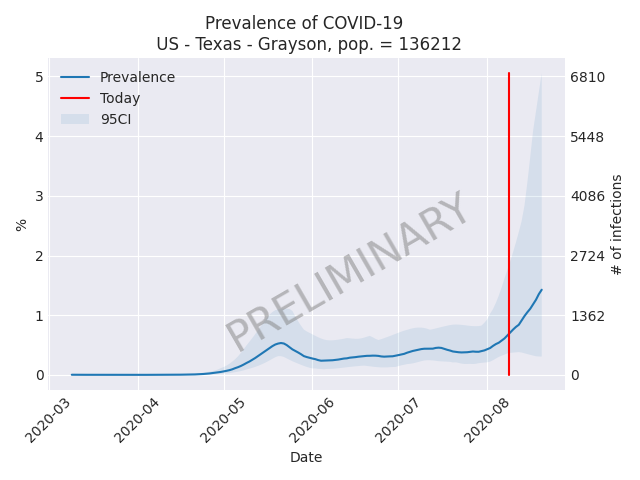 Prevalence of COVID-19
US - Texas - Grayson, pop. = 136212
Prevalence
Today
95CI
5
4
3
2
1
0
%
6810
5448
4086
2724
1362
0
# of infections
PRELIMINARY
2020-03
2020-04
2020-05
2020-06
2020-07
2020-08
Date